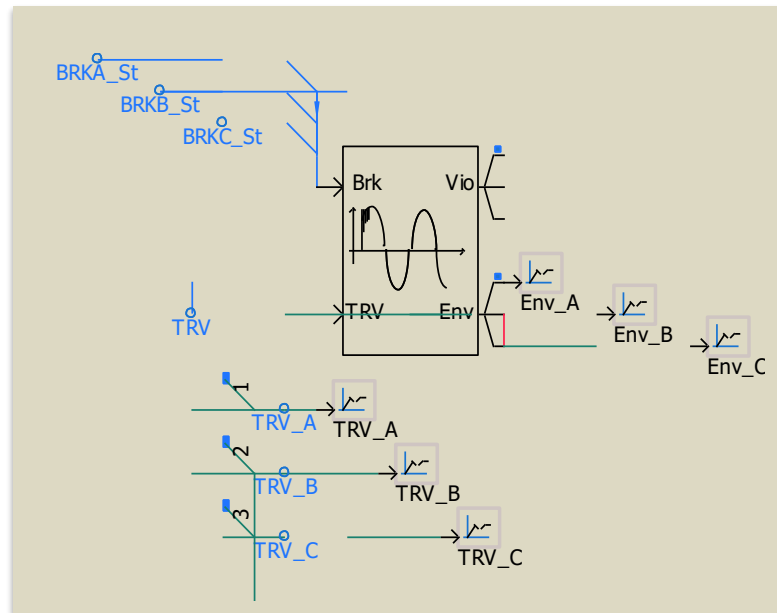 BRKA_St
BRKB_St
BRKC_St
Brk
Vio
TRV
TRV
Env
Env_A
Env_B
Env_C
1
TRV_A
TRV_A
2
TRV_B
TRV_B
3
TRV_C
TRV_C